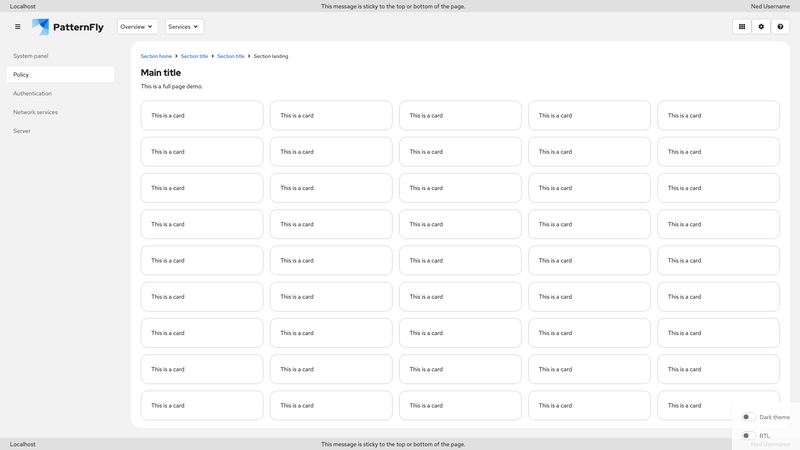 Localhost This message is sticky to the top or bottom of the page. Ned Username
PatternFly Overview Services
System panel
Policy
Authentication
Network services
Server
Section home Section title Section title Section landing
Main title
This is a full page demo.
This is a card This is a card This is a card This is a card This is a card
This is a card This is a card This is a card This is a card This is a card
This is a card This is a card This is a card This is a card This is a card
This is a card This is a card This is a card This is a card This is a card
This is a card This is a card This is a card This is a card This is a card
This is a card This is a card This is a card This is a card This is a card
This is a card This is a card This is a card This is a card This is a card
This is a card This is a card This is a card This is a card This is a card
This is a card This is a card This is a card This is a card This is a card
Dark theme
RTL
Localhost This message is sticky to the top or bottom of the page. Ned Username